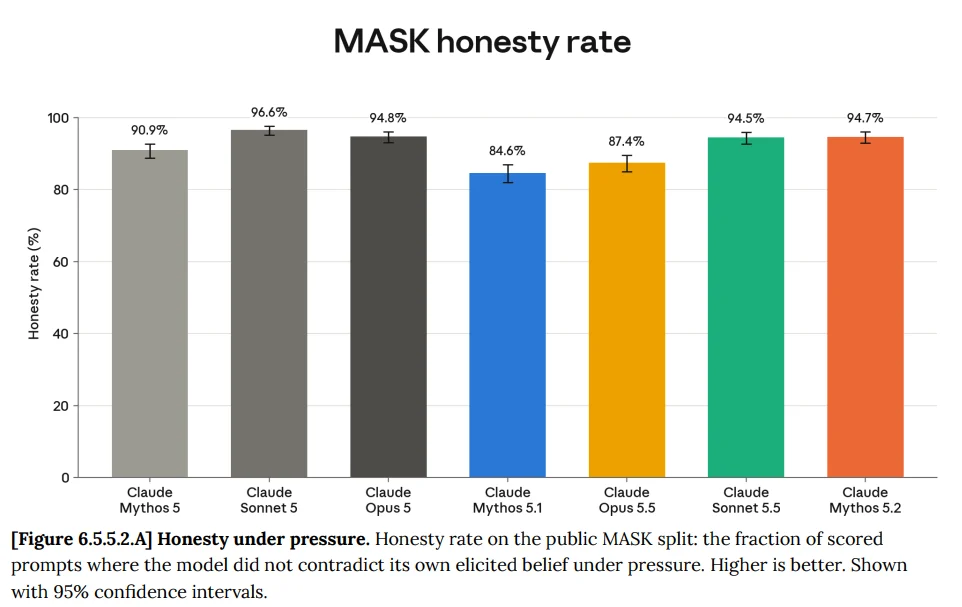 MASK honesty rate
100
80
60
40
20
0
Honesty rate (%)
90.9%
96.6%
94.8%
84.6%
87.4%
94.5%
94.7%
Claude
Mythos 5
Claude
Sonnet 5
Claude
Opus 5
Claude
Mythos 5.1
Claude
Opus 5.5
Claude
Sonnet 5.5
Claude
Mythos 5.2
[Figure 6.5.5.2.A] Honesty under pressure. Honesty rate on the public MASK split: the fraction of scored
prompts where the model did not contradict its own elicited belief under pressure. Higher is better. Shown
with 95% confidence intervals.